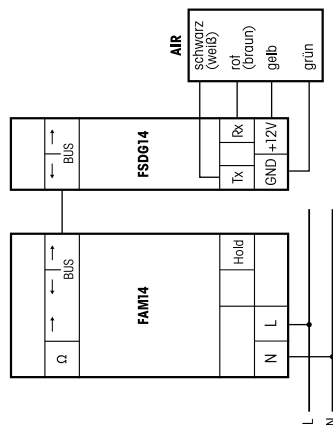 AIR
schwarz
(weiß)
rot
(braun)
gelb
grün
BUS
FSDG14
Tx
Rx
GND
+12V
BUS
FAM14
Hold
Ω
N
L
L
N